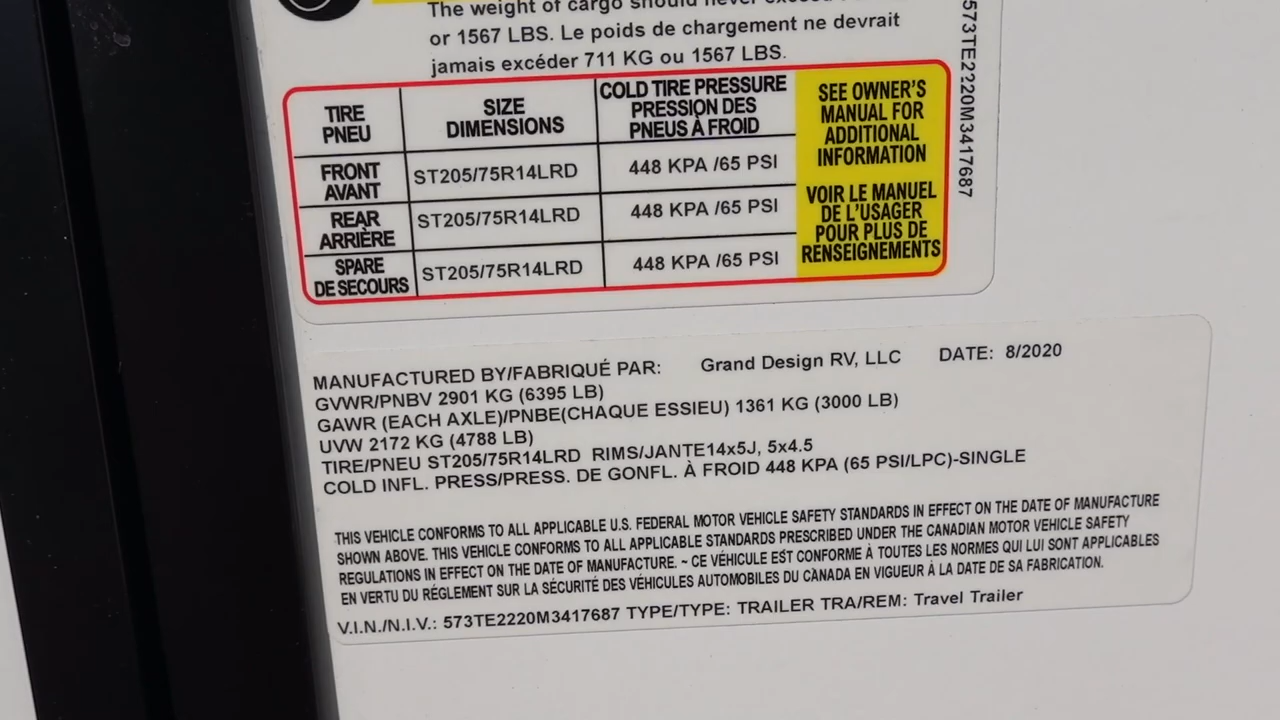 The weight of cargo should never exceed
or 1567 LBS. Le poids de chargement ne devrait
jamais excéder 711 KG ou 1567 LBS.
TIRE PNEU SIZE DIMENSIONS COLD TIRE PRESSURE PRESSION DES PNEUS À FROID
FRONT AVANT ST205/75R14LRD 448 KPA /65 PSI
REAR ARRIÈRE ST205/75R14LRD 448 KPA /65 PSI
SPARE DE SECOURS ST205/75R14LRD 448 KPA /65 PSI
SEE OWNER'S
MANUAL FOR
ADDITIONAL
INFORMATION
VOIR LE MANUEL
DE L'USAGER
POUR PLUS DE
RENSEIGNEMENTS
573TE2220M3417687
MANUFACTURED BY/FABRIQUÉ PAR: Grand Design RV, LLC DATE: 8/2020
GVWR/PNBV 2901 KG (6395 LB)
GAWR (EACH AXLE)/PNBE(CHAQUE ESSIEU) 1361 KG (3000 LB)
UVW 2172 KG (4788 LB)
TIRE/PNEU ST205/75R14LRD RIMS/JANTE14x5J, 5x4.5
COLD INFL. PRESS/PRESS. DE GONFL. À FROID 448 KPA (65 PSI/LPC)-SINGLE
THIS VEHICLE CONFORMS TO ALL APPLICABLE U.S. FEDERAL MOTOR VEHICLE SAFETY STANDARDS IN EFFECT ON THE DATE OF MANUFACTURE
SHOWN ABOVE. THIS VEHICLE CONFORMS TO ALL APPLICABLE STANDARDS PRESCRIBED UNDER THE CANADIAN MOTOR VEHICLE SAFETY
REGULATIONS IN EFFECT ON THE DATE OF MANUFACTURE. ~ CE VÉHICULE EST CONFORME À TOUTES LES NORMES QUI LUI SONT APPLICABLES
EN VERTU DU RÉGLEMENT SUR LA SÉCURITÉ DES VÉHICULES AUTOMOBILES DU CANADA EN VIGUEUR À LA DATE DE SA FABRICATION.
V.I.N./N.I.V.: 573TE2220M3417687 TYPE/TYPE: TRAILER TRA/REM: Travel Trailer